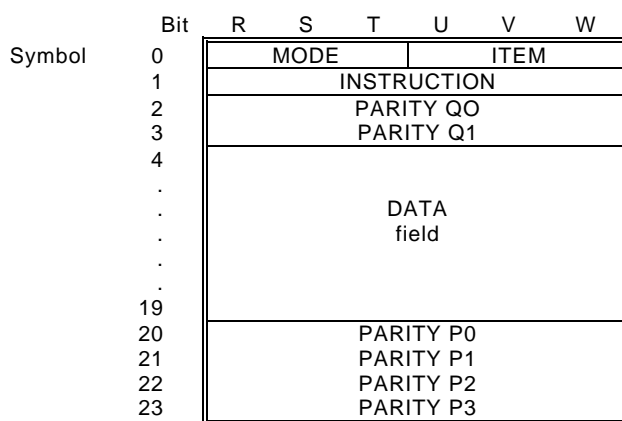 Bit R S T U V W
Symbol 0 MODE ITEM
1 INSTRUCTION
2 PARITY QO
3 PARITY Q1
4
.
. DATA
. field
.
.
19
20 PARITY P0
21 PARITY P1
22 PARITY P2
23 PARITY P3